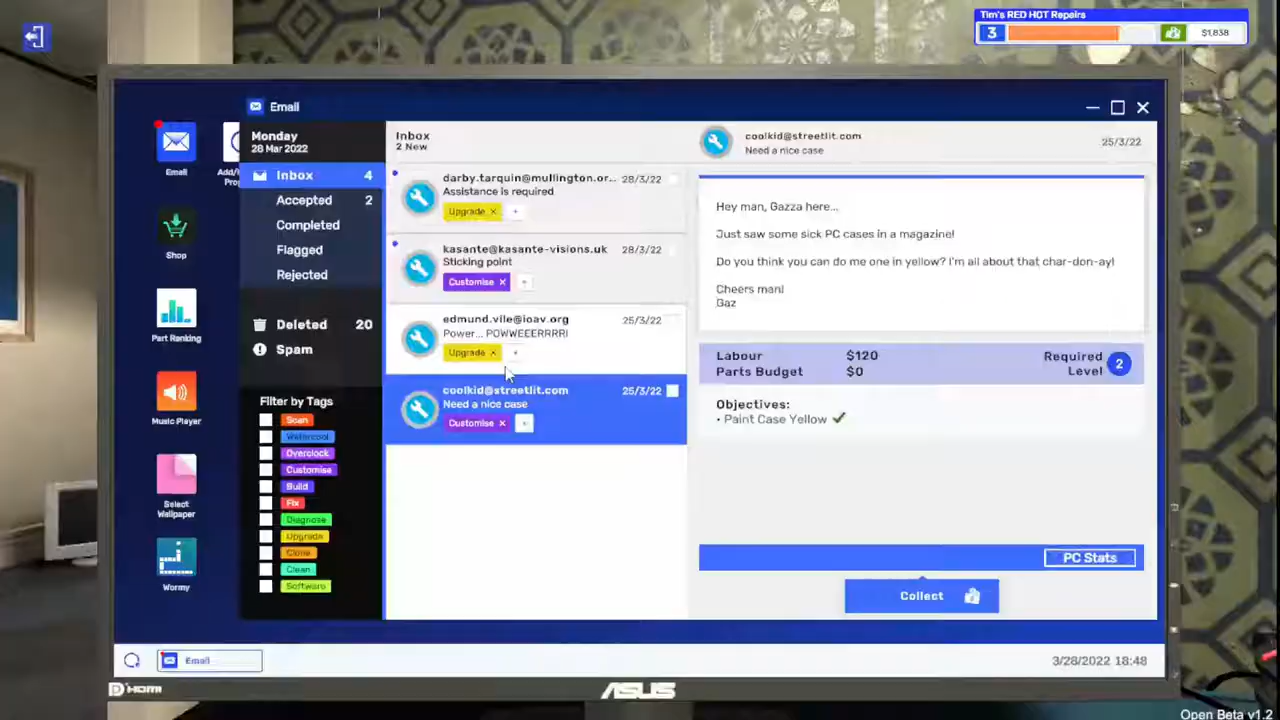 Tim's RED HOT Repairs
3
$1,838
Email
Monday
28 Mar 2022
Inbox 4
Accepted 2
Completed
Flagged
Rejected
Deleted 20
Spam
Filter by Tags
Scan
Watercool
Overclock
Customise
Build
Fix
Diagnose
Upgrade
Clone
Clean
Software
Email
Shop
Part Ranking
Music Player
Select
Wallpaper
Wormy
Inbox
2 New
darby.tarquin@mullington.or... 28/3/22
Assistance is required
Upgrade × +
kasante@kasante-visions.uk 28/3/22
Sticking point
Customise × +
edmund.vile@ioav.org 25/3/22
Power... POWWEEERRRR!
Upgrade × +
coolkid@streetlit.com 25/3/22
Need a nice case
Customise × +
coolkid@streetlit.com 25/3/22
Need a nice case
Hey man, Gazza here...
Just saw some sick PC cases in a magazine!
Do you think you can do me one in yellow? I'm all about that char-don-ay!
Cheers man!
Gaz
Labour $120
Parts Budget $0
Required
Level 2
Objectives:
• Paint Case Yellow ✓
PC Stats
Collect
Email
3/28/2022 18:48
HDMI
ASUS
Open Beta v1.2